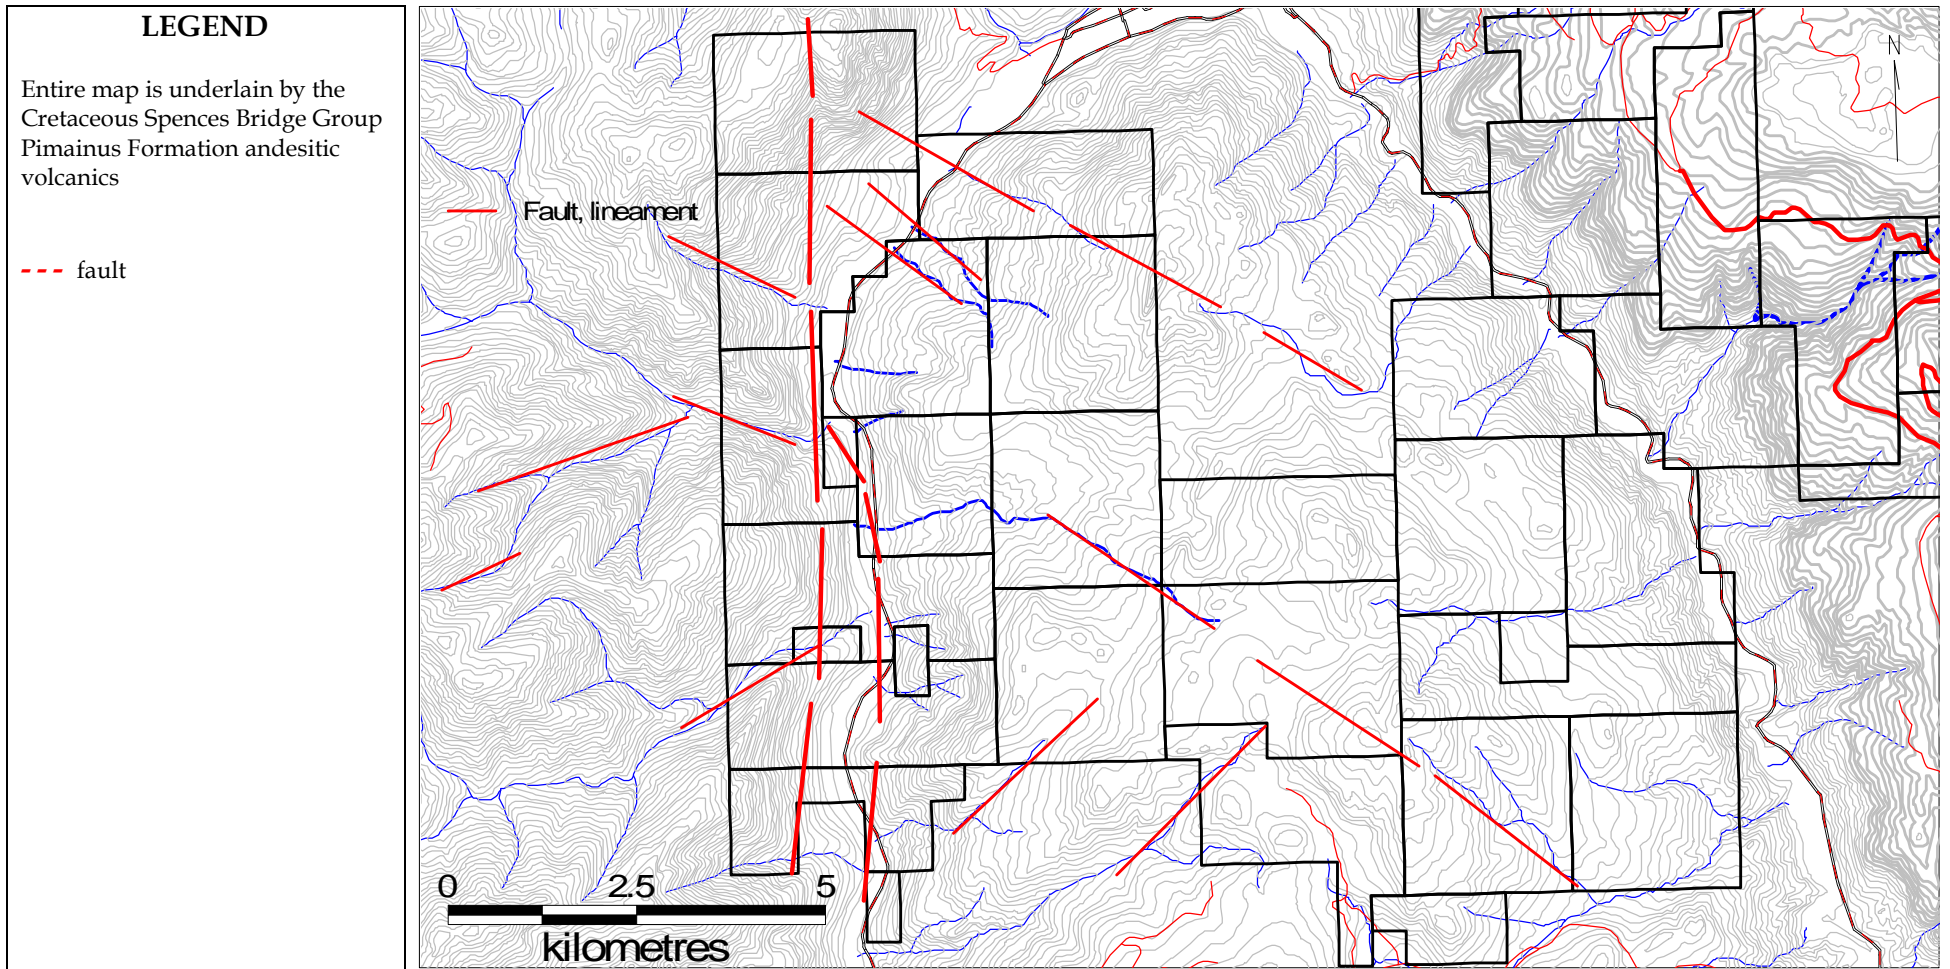 LEGEND
Entire map is underlain by the
Cretaceous Spences Bridge Group
Pimainus Formation andesitic
volcanics
Fault, lineament
fault
N
0 2.5 5
kilometres